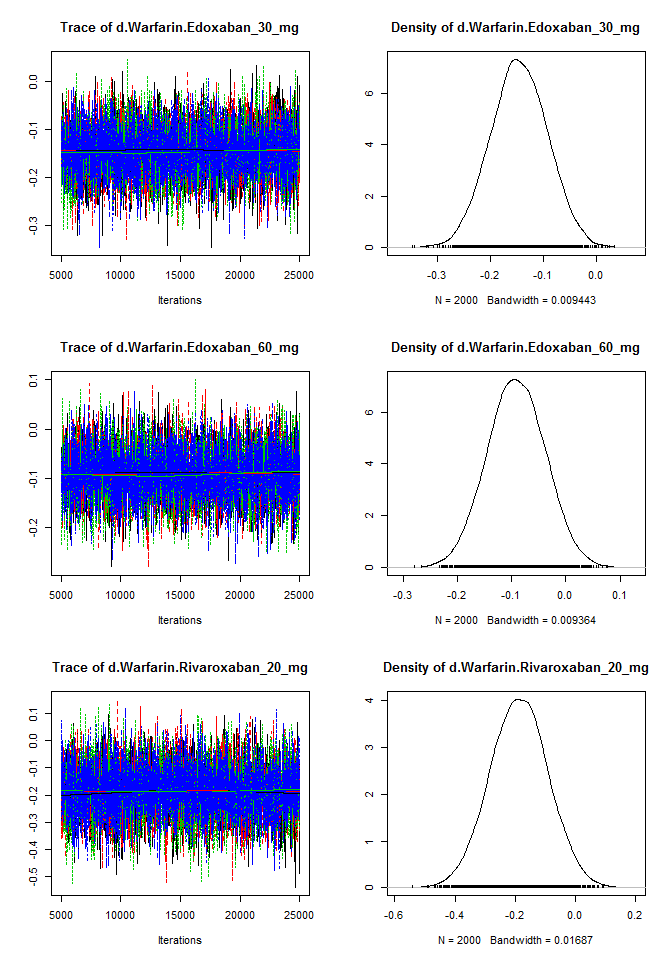 Trace of d.Warfarin.Edoxaban_30_mg
0.0
-0.1
-0.2
-0.3
5000 10000 15000 20000 25000
Iterations
Density of d.Warfarin.Edoxaban_30_mg
6
4
2
0
-0.3 -0.2 -0.1 0.0
N = 2000 Bandwidth = 0.009443
Trace of d.Warfarin.Edoxaban_60_mg
0.1
0.0
-0.1
-0.2
5000 10000 15000 20000 25000
Iterations
Density of d.Warfarin.Edoxaban_60_mg
6
4
2
0
-0.3 -0.2 -0.1 0.0 0.1
N = 2000 Bandwidth = 0.009364
Trace of d.Warfarin.Rivaroxaban_20_mg
0.1
0.0
-0.1
-0.2
-0.3
-0.4
-0.5
5000 10000 15000 20000 25000
Iterations
Density of d.Warfarin.Rivaroxaban_20_mg
4
3
2
1
0
-0.6 -0.4 -0.2 0.0 0.2
N = 2000 Bandwidth = 0.01687